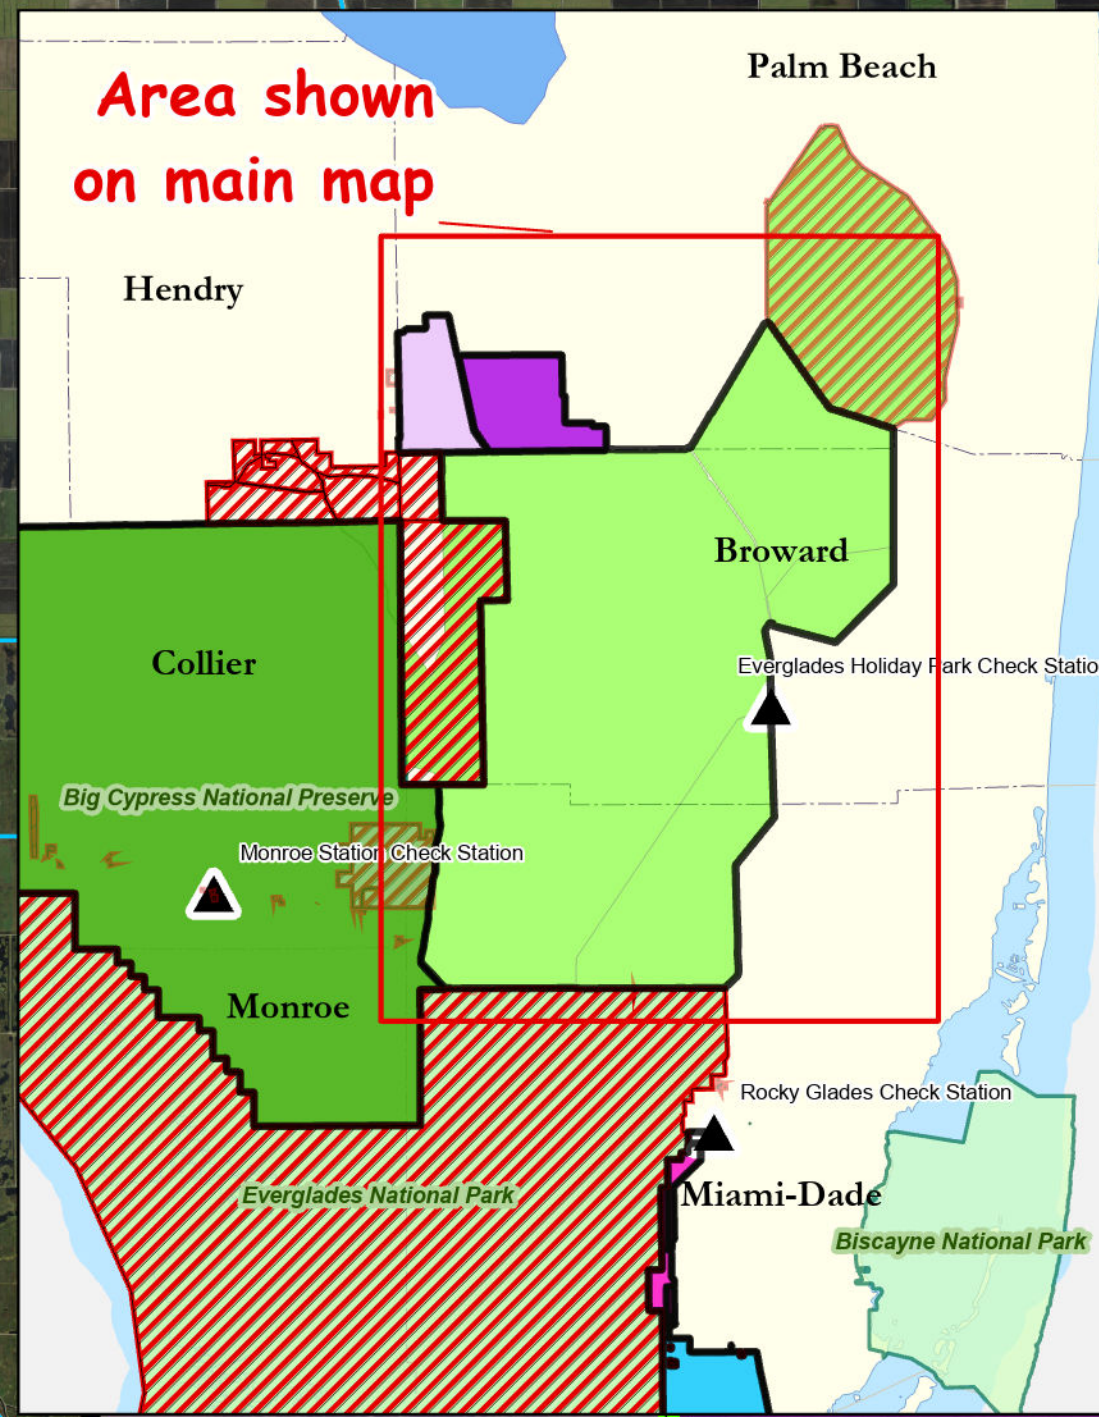 Palm Beach
Area shown
on main map
Hendry
Broward
Collier
Everglades Holiday Park Check Statio
Big Cypress National Preserve
Monroe Station Check Station
Monroe
Rocky Glades Check Station
Everglades National Park
Miami-Dade
Biscayne National Park